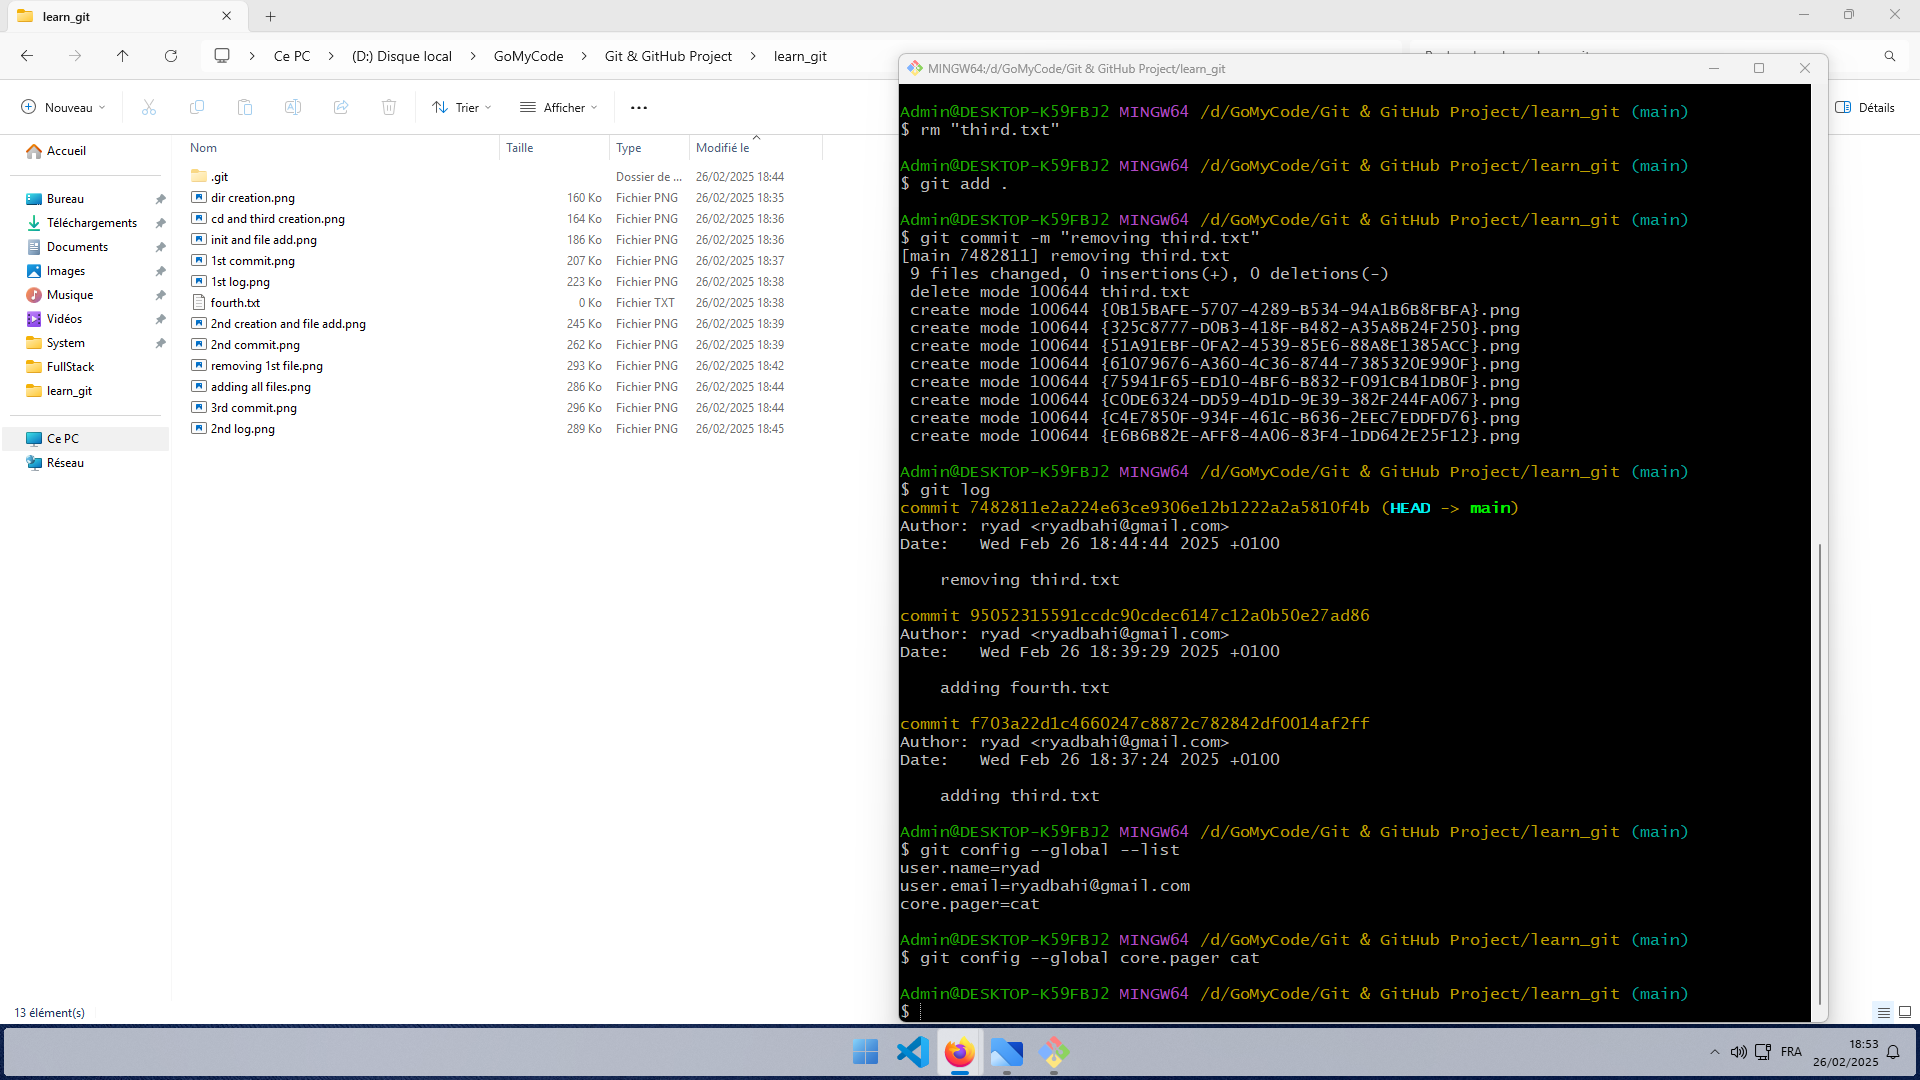 learn_git
Ce PC
(D:) Disque local
GoMyCode
Git & GitHub Project
learn_git
Nouveau
Trier
Afficher
Détails
Accueil
Bureau
Téléchargements
Documents
Images
Musique
Vidéos
System
FullStack
learn_git
Ce PC
Réseau
Nom Taille Type Modifié le
.git Dossier de ... 26/02/2025 18:44
dir creation.png 160 Ko Fichier PNG 26/02/2025 18:35
cd and third creation.png 164 Ko Fichier PNG 26/02/2025 18:36
init and file add.png 186 Ko Fichier PNG 26/02/2025 18:36
1st commit.png 207 Ko Fichier PNG 26/02/2025 18:37
1st log.png 223 Ko Fichier PNG 26/02/2025 18:38
fourth.txt 0 Ko Fichier TXT 26/02/2025 18:38
2nd creation and file add.png 245 Ko Fichier PNG 26/02/2025 18:39
2nd commit.png 262 Ko Fichier PNG 26/02/2025 18:39
removing 1st file.png 293 Ko Fichier PNG 26/02/2025 18:42
adding all files.png 286 Ko Fichier PNG 26/02/2025 18:44
3rd commit.png 296 Ko Fichier PNG 26/02/2025 18:44
2nd log.png 289 Ko Fichier PNG 26/02/2025 18:45
13 élément(s)
MINGW64:/d/GoMyCode/Git & GitHub Project/learn_git
Admin@DESKTOP-K59FBJ2 MINGW64 /d/GoMyCode/Git & GitHub Project/learn_git (main)
$ rm "third.txt"
Admin@DESKTOP-K59FBJ2 MINGW64 /d/GoMyCode/Git & GitHub Project/learn_git (main)
$ git add .
Admin@DESKTOP-K59FBJ2 MINGW64 /d/GoMyCode/Git & GitHub Project/learn_git (main)
$ git commit -m "removing third.txt"
[main 7482811] removing third.txt
9 files changed, 0 insertions(+), 0 deletions(-)
delete mode 100644 third.txt
create mode 100644 {0B15BAFE-5707-4289-B534-94A1B6B8FBFA}.png
create mode 100644 {325C8777-D0B3-418F-B482-A35A8B24F250}.png
create mode 100644 {51A91EBF-0FA2-4539-85E6-88A8E1385ACC}.png
create mode 100644 {61079676-A360-4C36-8744-7385320E990F}.png
create mode 100644 {75941F65-ED10-4BF6-B832-F091CB41DB0F}.png
create mode 100644 {C0DE6324-DD59-4D1D-9E39-382F244FA067}.png
create mode 100644 {C4E7850F-934F-461C-B636-2EEC7EDDFD76}.png
create mode 100644 {E6B6B82E-AFF8-4A06-83F4-1DD642E25F12}.png
Admin@DESKTOP-K59FBJ2 MINGW64 /d/GoMyCode/Git & GitHub Project/learn_git (main)
$ git log
commit 7482811e2a224e63ce9306e12b1222a2a5810f4b (HEAD -> main)
Author: ryad <ryadbahi@gmail.com>
Date:   Wed Feb 26 18:44:44 2025 +0100
removing third.txt
commit 95052315591ccdc90cdec6147c12a0b50e27ad86
Author: ryad <ryadbahi@gmail.com>
Date:   Wed Feb 26 18:39:29 2025 +0100
adding fourth.txt
commit f703a22d1c4660247c8872c782842df0014af2ff
Author: ryad <ryadbahi@gmail.com>
Date:   Wed Feb 26 18:37:24 2025 +0100
adding third.txt
Admin@DESKTOP-K59FBJ2 MINGW64 /d/GoMyCode/Git & GitHub Project/learn_git (main)
$ git config --global --list
user.name=ryad
user.email=ryadbahi@gmail.com
core.pager=cat
Admin@DESKTOP-K59FBJ2 MINGW64 /d/GoMyCode/Git & GitHub Project/learn_git (main)
$ git config --global core.pager cat
Admin@DESKTOP-K59FBJ2 MINGW64 /d/GoMyCode/Git & GitHub Project/learn_git (main)
$
FRA
18:53
26/02/2025